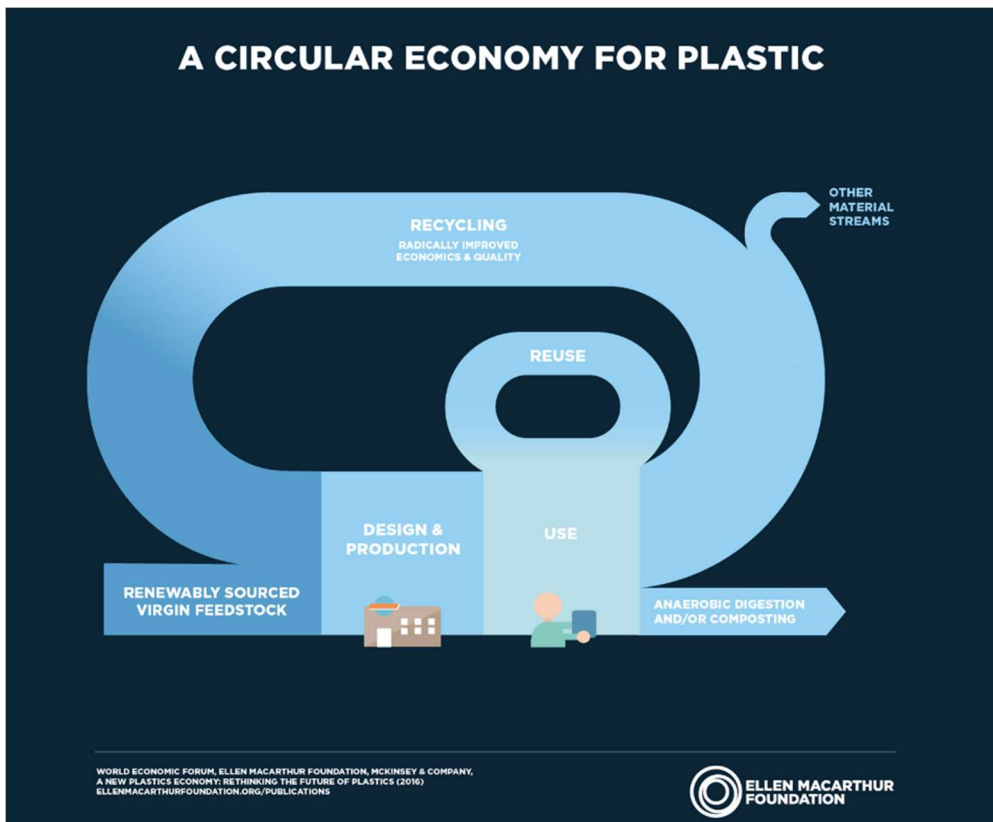 A CIRCULAR ECONOMY FOR PLASTIC
OTHER
MATERIAL
STREAMS
RECYCLING
RADICALLY IMPROVED
ECONOMICS & QUALITY
REUSE
DESIGN &
PRODUCTION
USE
RENEWABLY SOURCED
VIRGIN FEEDSTOCK
ANAEROBIC DIGESTION
AND/OR COMPOSTING
WORLD ECONOMIC FORUM, ELLEN MACARTHUR FOUNDATION, MCKINSEY & COMPANY,
A NEW PLASTICS ECONOMY: RETHINKING THE FUTURE OF PLASTICS (2016)
ELLENMACARTHURFOUNDATION.ORG/PUBLICATIONS
ELLEN MACARTHUR
FOUNDATION